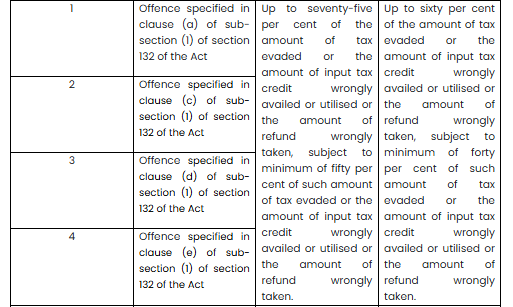 1
Offence specified in
clause (a) of sub-
section (1) of section
132 of the Act
2
Offence specified in
clause (c) of sub-
section (1) of section
132 of the Act
3
Offence specified in
clause (d) of sub-
section (1) of section
132 of the Act
4
Offence specified in
clause (e) of sub-
section (1) of section
132 of the Act
Up to seventy-five
per cent of the
amount of tax
evaded or the
amount of input tax
credit wrongly
availed or utilised or
the amount of
refund wrongly
taken, subject to
minimum of fifty per
cent of such amount
of tax evaded or the
amount of input tax
credit wrongly
availed or utilised or
the amount of
refund wrongly
taken.
Up to sixty per cent
of the amount of tax
evaded or the
amount of input tax
credit wrongly
availed or utilised or
the amount of
refund wrongly
taken, subject to
minimum of forty
per cent of such
amount of tax
evaded or the
amount of input tax
credit wrongly
availed or utilised or
the amount of
refund wrongly
taken.